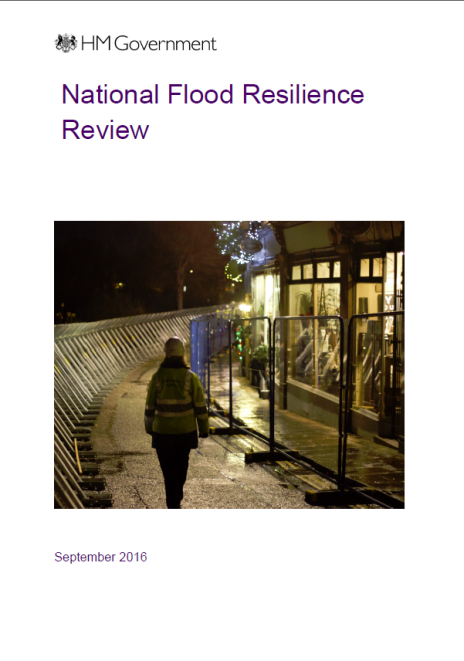 HM Government
National Flood Resilience
Review
September 2016